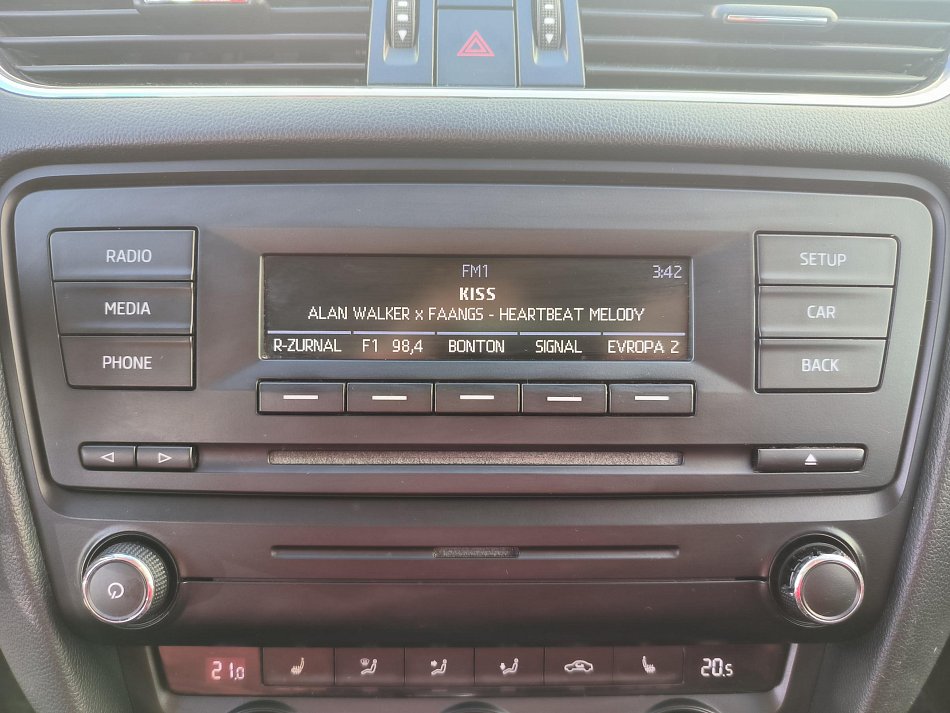 RADIO
MEDIA
PHONE
FM1 3:42
KISS
ALAN WALKER x FAANGS - HEARTBEAT MELODY
R-ZURNAL F1 98,4 BONTON SIGNAL EVROPA 2
SETUP
CAR
BACK
21.0
20.5